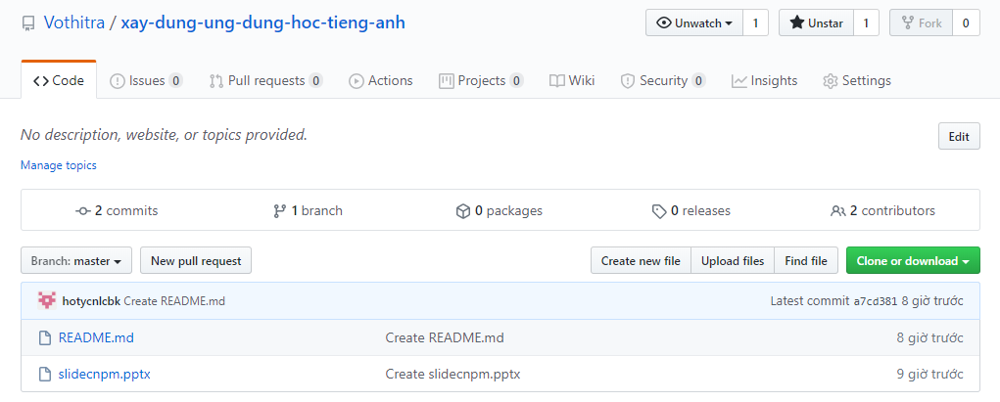 Vothitra / xay-dung-ung-dung-hoc-tieng-anh Unwatch 1 Unstar 1 Fork 0
Code Issues 0 Pull requests 0 Actions Projects 0 Wiki Security 0 Insights Settings
No description, website, or topics provided. Edit
Manage topics
2 commits 1 branch 0 packages 0 releases 2 contributors
Branch: master New pull request Create new file Upload files Find file Clone or download
hotycnlcbk Create README.md Latest commit a7cd381 8 giờ trước
README.md Create README.md 8 giờ trước
slidecnpm.pptx Create slidecnpm.pptx 9 giờ trước